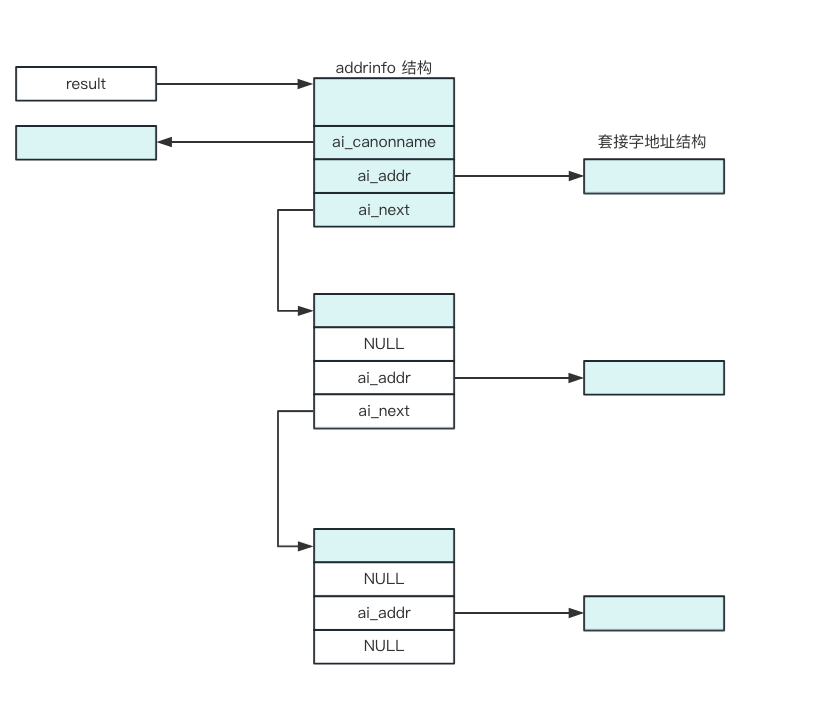 addrinfo 结构
result
ai_canonname
套接字地址结构
ai_addr
ai_next
NULL
ai_addr
ai_next
NULL
ai_addr
NULL